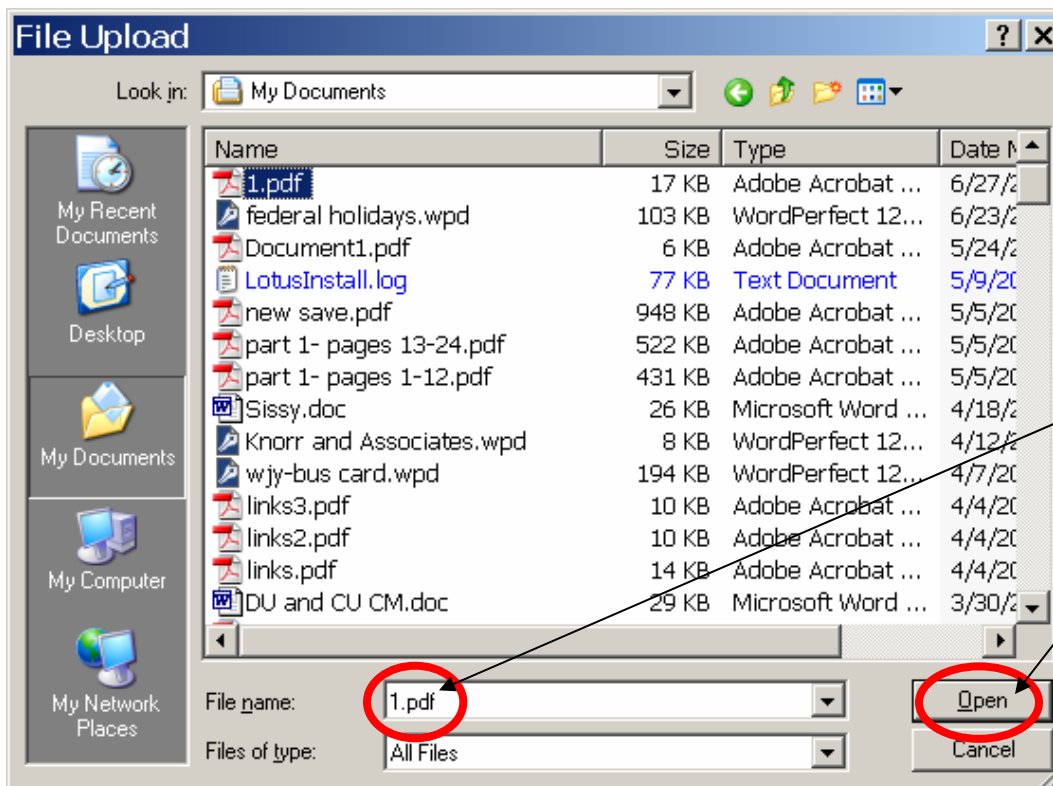 File Upload
Look in: My Documents
Name Size Type Date M
1.pdf 17 KB Adobe Acrobat ... 6/27/2
federal holidays.wpd 103 KB WordPerfect 12... 6/23/2
Document1.pdf 6 KB Adobe Acrobat ... 5/24/2
LotusInstall.log 77 KB Text Document 5/9/20
new save.pdf 948 KB Adobe Acrobat ... 5/5/20
part 1- pages 13-24.pdf 522 KB Adobe Acrobat ... 5/5/20
part 1- pages 1-12.pdf 431 KB Adobe Acrobat ... 5/5/20
Sissy.doc 26 KB Microsoft Word ... 4/18/2
Knorr and Associates.wpd 8 KB WordPerfect 12... 4/12/2
wjy-bus card.wpd 194 KB WordPerfect 12... 4/7/20
links3.pdf 10 KB Adobe Acrobat ... 4/4/20
links2.pdf 10 KB Adobe Acrobat ... 4/4/20
links.pdf 14 KB Adobe Acrobat ... 4/4/20
DU and CU CM.doc 29 KB Microsoft Word ... 3/30/2
My Recent
Documents
Desktop
My Documents
My Computer
My Network
Places
File name: 1.pdf Open
Files of type: All Files Cancel